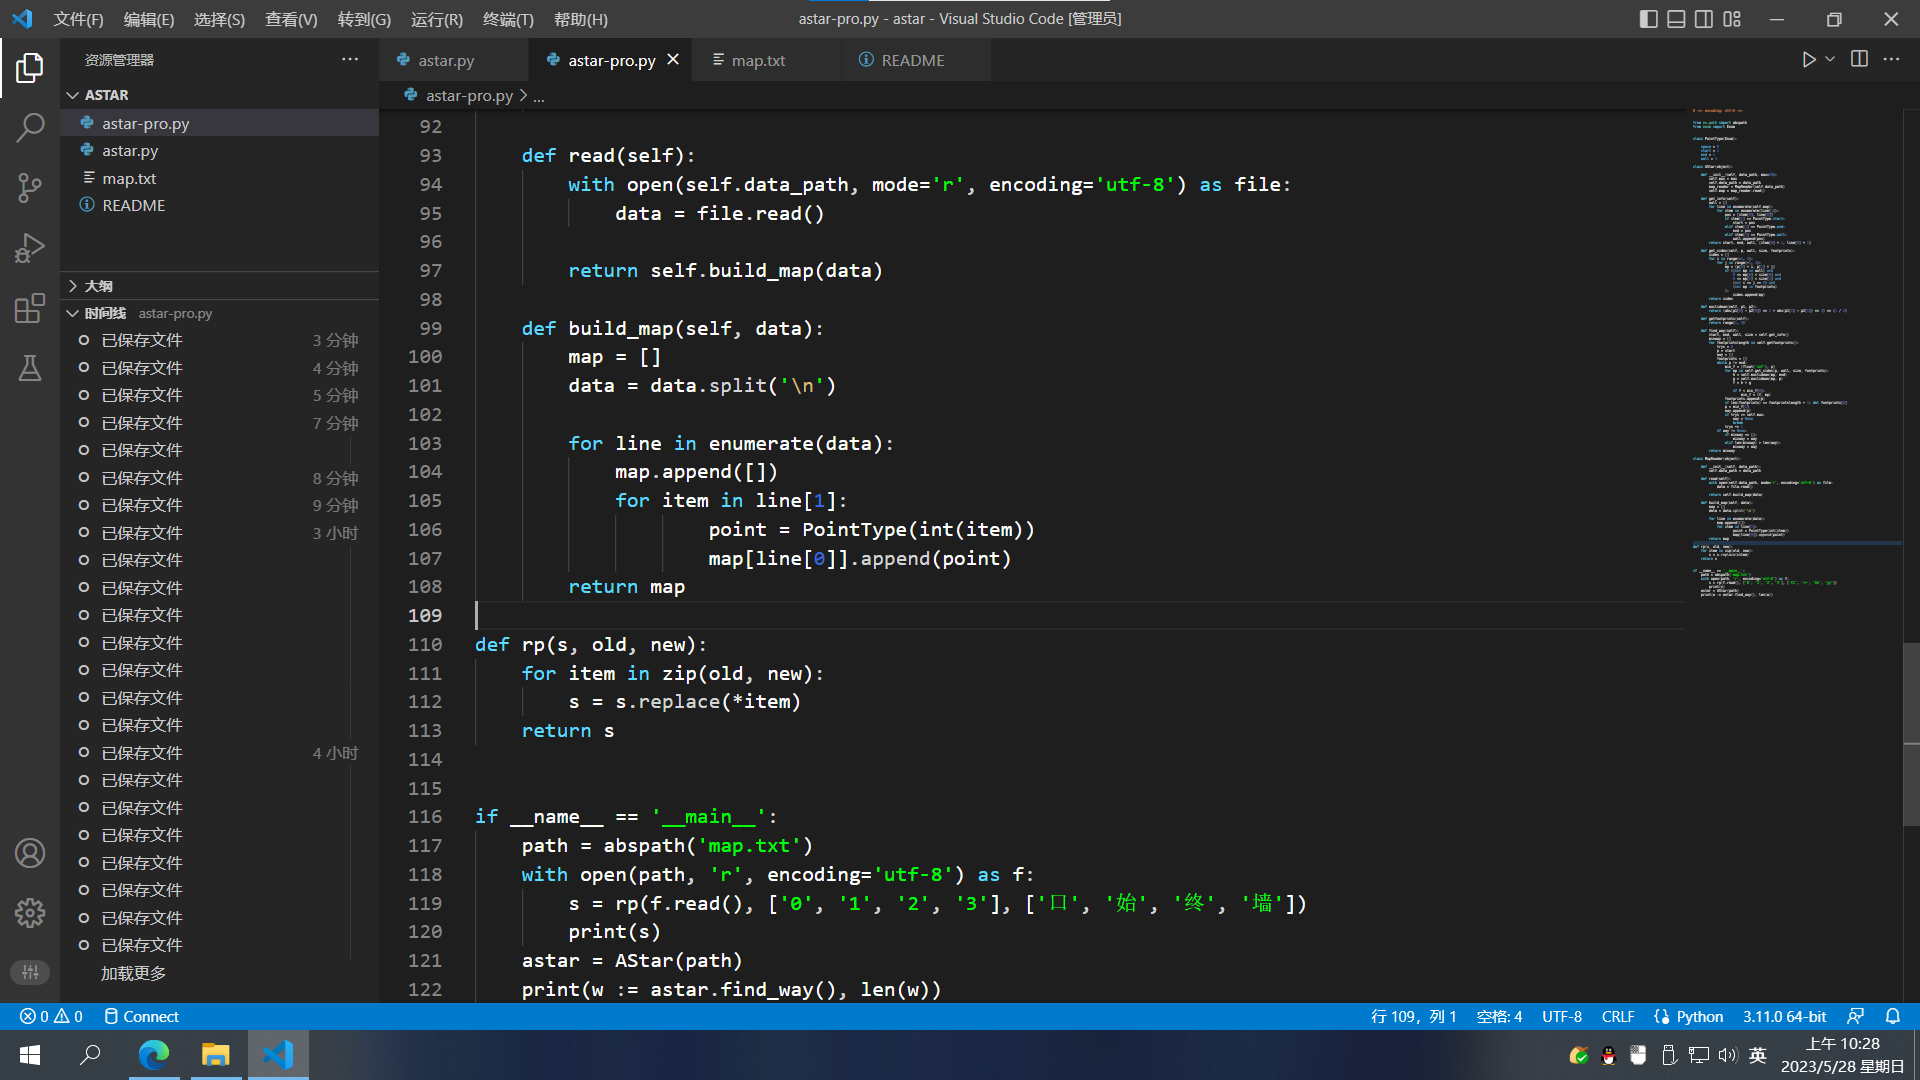 文件(F) 编辑(E) 选择(S) 查看(V) 转到(G) 运行(R) 终端(T) 帮助(H)
astar-pro.py - astar - Visual Studio Code [管理员]
资源管理器
ASTAR
astar-pro.py
astar.py
map.txt
README
大纲
时间线 astar-pro.py
已保存文件 3 分钟
已保存文件 4 分钟
已保存文件 5 分钟
已保存文件 7 分钟
已保存文件
已保存文件 8 分钟
已保存文件 9 分钟
已保存文件 3 小时
已保存文件
已保存文件
已保存文件
已保存文件
已保存文件
已保存文件
已保存文件
已保存文件 4 小时
已保存文件
已保存文件
已保存文件
已保存文件
已保存文件
已保存文件
已保存文件
加载更多
astar.py astar-pro.py map.txt README
astar-pro.py > ...
92
93 def read(self):
94 with open(self.data_path, mode='r', encoding='utf-8') as file:
95 data = file.read()
96
97 return self.build_map(data)
98
99 def build_map(self, data):
100 map = []
101 data = data.split('\n')
102
103 for line in enumerate(data):
104 map.append([])
105 for item in line[1]:
106 point = PointType(int(item))
107 map[line[0]].append(point)
108 return map
109
110 def rp(s, old, new):
111 for item in zip(old, new):
112 s = s.replace(*item)
113 return s
114
115
116 if __name__ == '__main__':
117 path = abspath('map.txt')
118 with open(path, 'r', encoding='utf-8') as f:
119 s = rp(f.read(), ['0', '1', '2', '3'], ['口', '始', '终', '墙'])
120 print(s)
121 astar = AStar(path)
122 print(w := astar.find_way(), len(w))
0 0 Connect
行 109，列 1 空格: 4 UTF-8 CRLF Python 3.11.0 64-bit
英
上午 10:28
2023/5/28 星期日